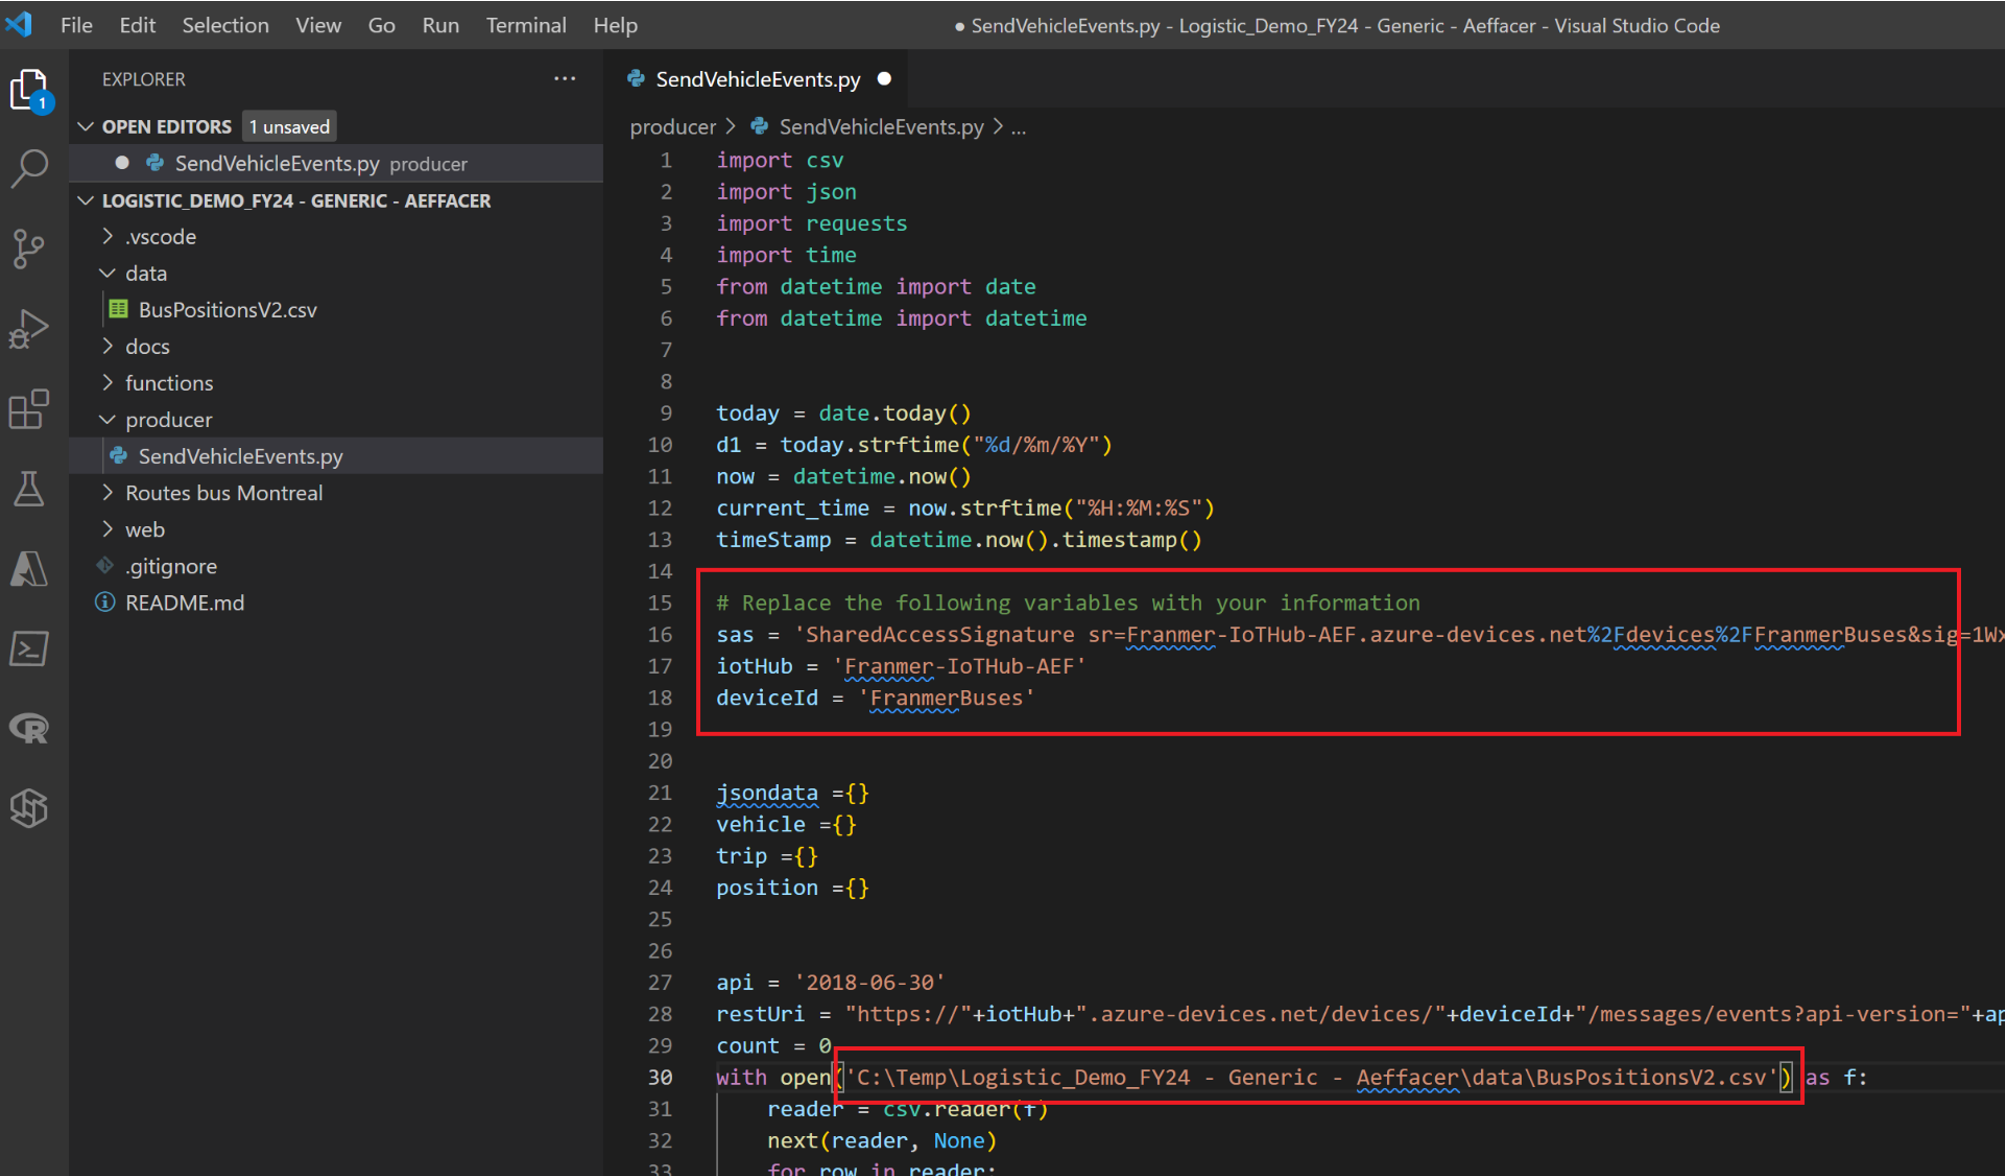 File Edit Selection View Go Run Terminal Help
● SendVehicleEvents.py - Logistic_Demo_FY24 - Generic - Aeffacer - Visual Studio Code
1
EXPLORER ...
OPEN EDITORS 1 unsaved
SendVehicleEvents.py producer
LOGISTIC_DEMO_FY24 - GENERIC - AEFFACER
.vscode
data
BusPositionsV2.csv
docs
functions
producer
SendVehicleEvents.py
Routes bus Montreal
web
.gitignore
README.md
SendVehicleEvents.py ●
producer > SendVehicleEvents.py > ...
1 import csv
2 import json
3 import requests
4 import time
5 from datetime import date
6 from datetime import datetime
7
8
9 today = date.today()
10 d1 = today.strftime("%d/%m/%Y")
11 now = datetime.now()
12 current_time = now.strftime("%H:%M:%S")
13 timeStamp = datetime.now().timestamp()
14
15 # Replace the following variables with your information
16 sas = 'SharedAccessSignature sr=Franmer-IoTHub-AEF.azure-devices.net%2Fdevices%2FFranmerBuses&sig=1Wx
17 iotHub = 'Franmer-IoTHub-AEF'
18 deviceId = 'FranmerBuses'
19
20
21 jsondata ={}
22 vehicle ={}
23 trip ={}
24 position ={}
25
26
27 api = '2018-06-30'
28 restUri = "https://"+iotHub+".azure-devices.net/devices/"+deviceId+"/messages/events?api-version="+ap
29 count = 0
30 with open('C:\Temp\Logistic_Demo_FY24 - Generic - Aeffacer\data\BusPositionsV2.csv') as f:
31 reader = csv.reader(f)
32 next(reader, None)
33 for row in reader: